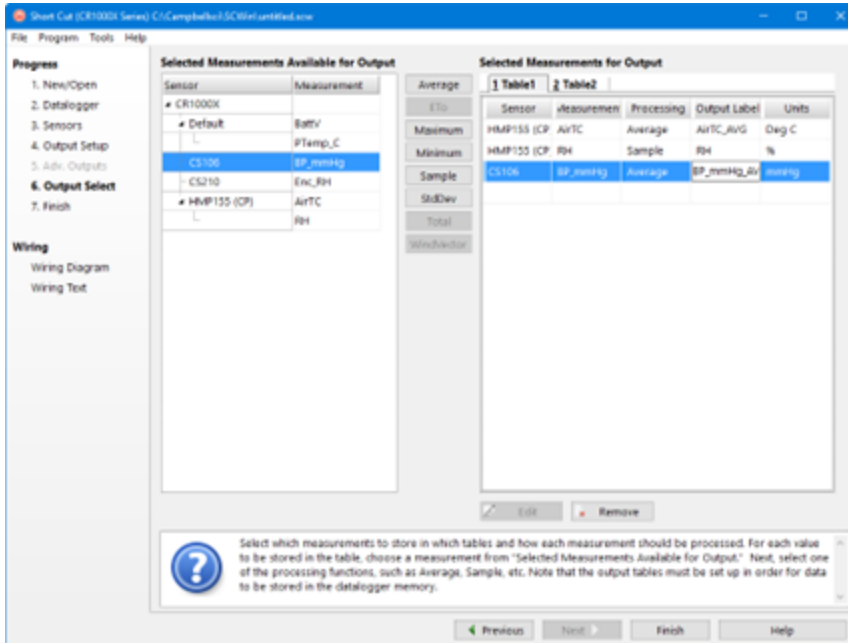 Short Cut (CR1000X Series) C:\Campbellsci\SCWin\untitled.scw
File Program Tools Help
Progress
1. New/Open
2. Datalogger
3. Sensors
4. Output Setup
5. Adv. Outputs
6. Output Select
7. Finish
Wiring
Wiring Diagram
Wiring Text
Selected Measurements Available for Output
Sensor Measurement
CR1000X
Default BattV
PTemp_C
CS106 BP_mmHg
CS210 Enc_RH
HMP155 (CP) AirTC
RH
Average
ETo
Maximum
Minimum
Sample
StdDev
Total
WindVector
Selected Measurements for Output
1 Table1 2 Table2
Sensor Measuremen Processing Output Label Units
HMP155 (CP AirTC Average AirTC_AVG Deg C
HMP155 (CP RH Sample RH %
CS106 BP_mmHg Average BP_mmHg_AV mmHg
Edit Remove
Select which measurements to store in which tables and how each measurement should be processed. For each value
to be stored in the table, choose a measurement from "Selected Measurements Available for Output." Next, select one
of the processing functions, such as Average, Sample, etc. Note that the output tables must be set up in order for data
to be stored in the datalogger memory.
Previous Next Finish Help